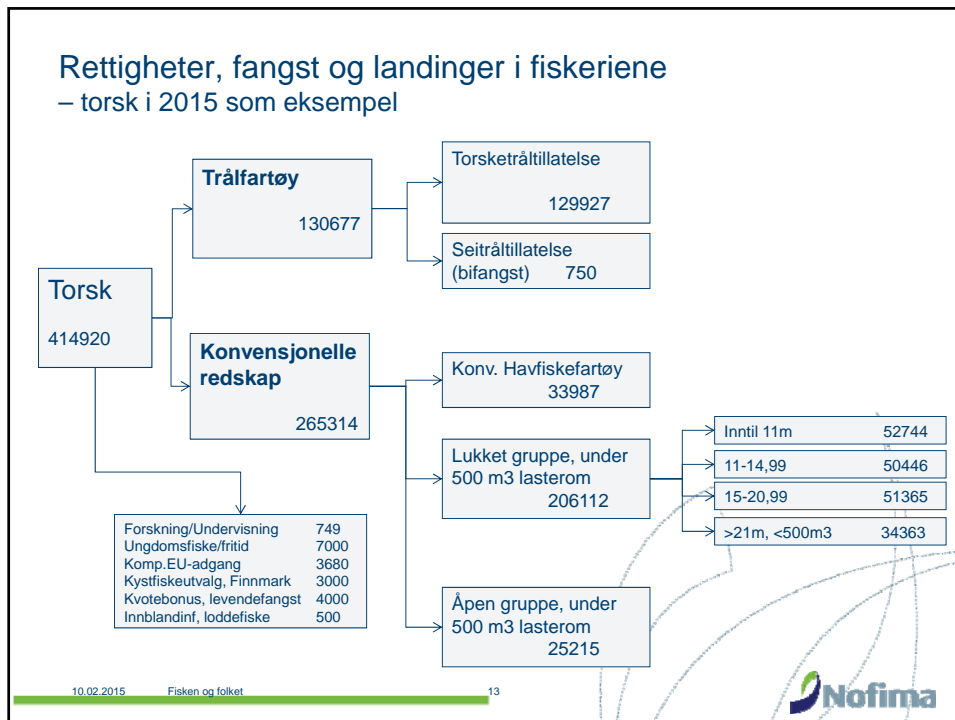 Rettigheter, fangst og landinger i fiskeriene
– torsk i 2015 som eksempel
Torsk
414920
Trålfartøy
130677
Torsketråltillatelse
129927
Seitråltillatelse
(bifangst) 750
Konvensjonelle
redskap
265314
Konv. Havfiskefartøy
33987
Lukket gruppe, under
500 m3 lasterom
206112
Inntil 11m 52744
11-14,99 50446
15-20,99 51365
>21m, <500m3 34363
Åpen gruppe, under
500 m3 lasterom
25215
Forskning/Undervisning 749
Ungdomsfiske/fritid 7000
Komp.EU-adgang 3680
Kystfiskeutvalg, Finnmark 3000
Kvotebonus, levendefangst 4000
Innblandinf, loddefiske 500
10.02.2015 Fisken og folket 13
Nofima